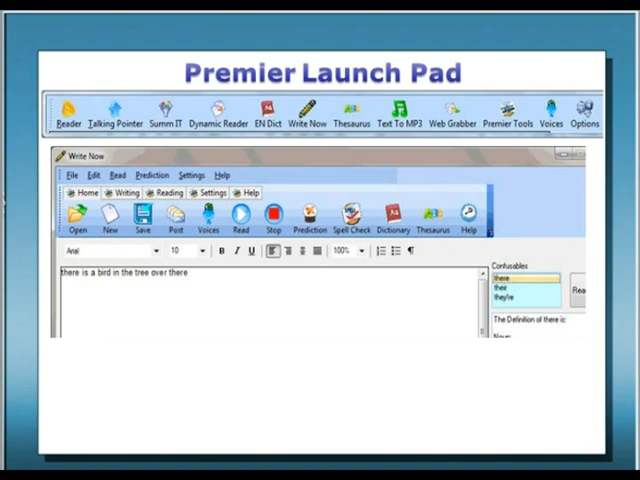 Premier Launch Pad
Reader Talking Pointer Summ IT Dynamic Reader EN Dict Write Now Thesaurus Text To MP3 Web Grabber Premier Tools Voices Options
Write Now
File Edit Read Prediction Settings Help
Home Writing Reading Settings Help
Open New Save Post Voices Read Stop Prediction Spell Check Dictionary Thesaurus Help
Arial 10 B I U 100%
there is a bird in the tree over there
Confusables
there
their
they're
Rea
The Definition of there is: